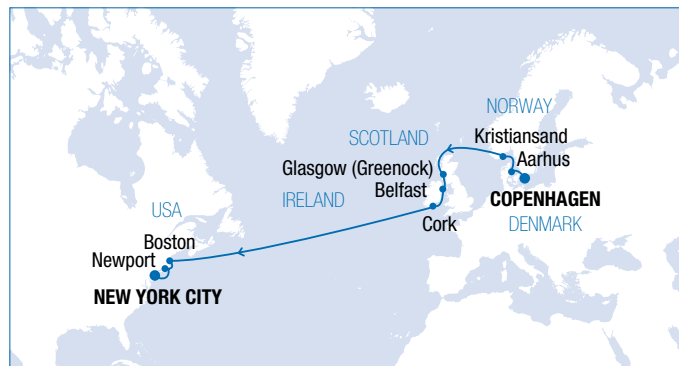 NORWAY
Kristiansand
SCOTLAND
Aarhus
Glasgow (Greenock)
Belfast
COPENHAGEN
IRELAND
DENMARK
Cork
USA
Boston
Newport
NEW YORK CITY